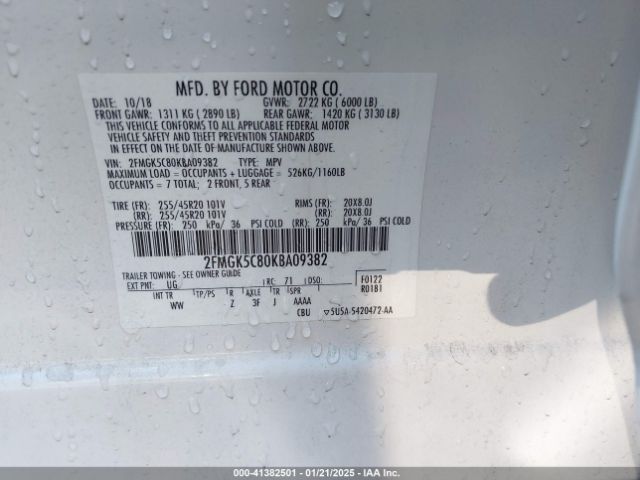 MFD. BY FORD MOTOR CO.
DATE: 10/18 GVWR: 2722 KG ( 6000 LB)
FRONT GAWR: 1311 KG ( 2890 LB) REAR GAWR: 1420 KG ( 3130 LB)
THIS VEHICLE CONFORMS TO ALL APPLICABLE FEDERAL MOTOR
VEHICLE SAFETY AND THEFT PREVENTION STANDARDS
IN EFFECT ON THE DATE OF MANUFACTURE SHOWN ABOVE.
VIN: 2FMGK5C80KBA09382 TYPE: MPV
MAXIMUM LOAD = OCCUPANTS + LUGGAGE = 526KG/1160LB
OCCUPANTS = 7 TOTAL; 2 FRONT, 5 REAR
TIRE (FR): 255/45R20 101V RIMS (FR): 20X8.0J
(RR): 255/45R20 101V (RR): 20X8.0J
PRESSURE (FR): 250 kPa/ 36 PSI COLD (RR): 250 kPa/ 36 PSI COLD
2FMGK5C80KBA09382
TRAILER TOWING - SEE OWNER GUIDE
EXT PNT: UG RC: 71 DSO: F0122
INT TR TP/PS R AXLE TR SPR R01B1
WW Z 3F J AAAA
CBU ▽5U5A-5420472-AA
000-41382501 - 01/21/2025 - IAA Inc.